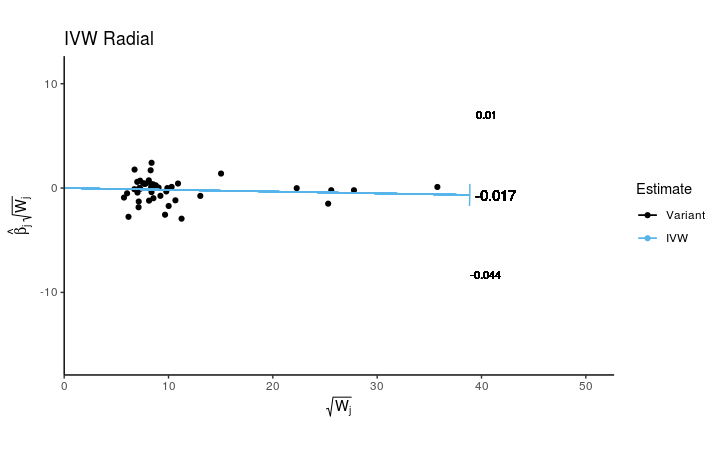 IVW Radial
10
0
-10
β̂ⱼ√Wⱼ
0.01
-0.017
-0.044
0 10 20 30 40 50
√Wⱼ
Estimate
Variant
IVW